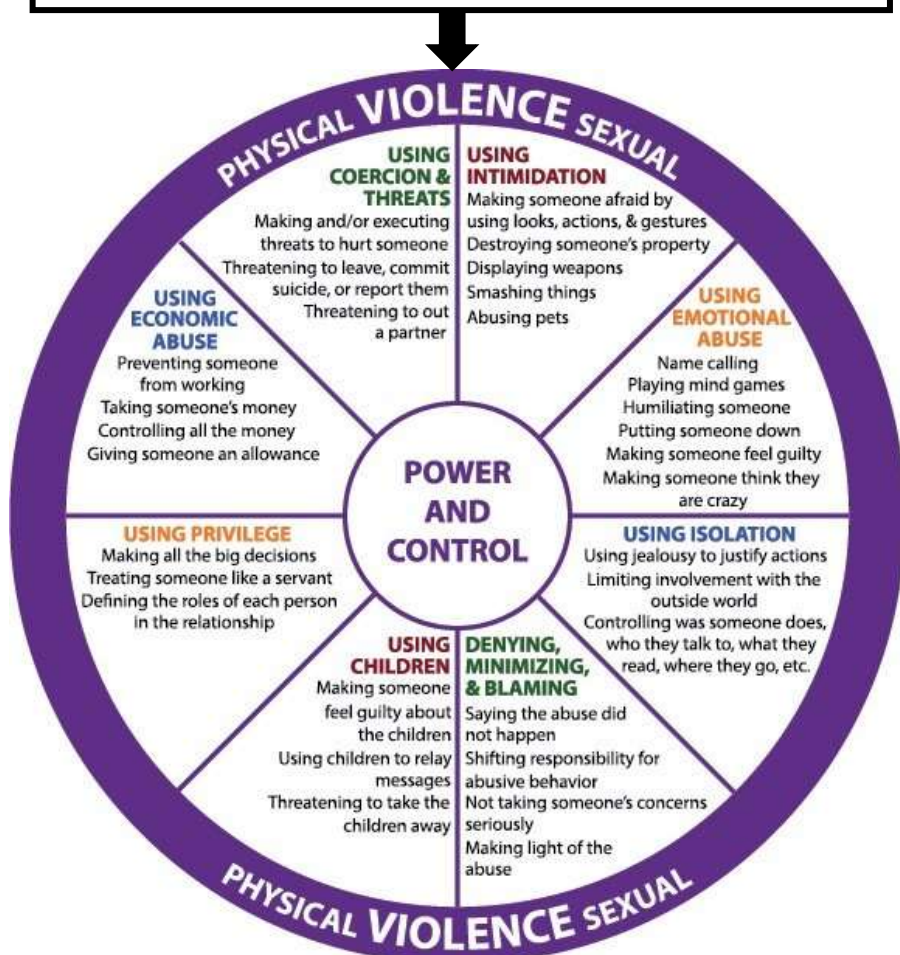 PHYSICAL VIOLENCE SEXUAL
USING
COERCION &
THREATS
Making and/or executing
threats to hurt someone
Threatening to leave, commit
suicide, or report them
Threatening to out
a partner
USING
INTIMIDATION
Making someone afraid by
using looks, actions, & gestures
Destroying someone's property
Displaying weapons
Smashing things
Abusing pets
USING
EMOTIONAL
ABUSE
Name calling
Playing mind games
Humiliating someone
Putting someone down
Making someone feel guilty
Making someone think they
are crazy
USING ISOLATION
Using jealousy to justify actions
Limiting involvement with the
outside world
Controlling was someone does,
who they talk to, what they
read, where they go, etc.
DENYING,
MINIMIZING,
& BLAMING
Saying the abuse did
not happen
Shifting responsibility for
abusive behavior
Not taking someone's concerns
seriously
Making light of the
abuse
USING
CHILDREN
Making someone
feel guilty about
the children
Using children to relay
messages
Threatening to take the
children away
USING PRIVILEGE
Making all the big decisions
Treating someone like a servant
Defining the roles of each person
in the relationship
USING
ECONOMIC
ABUSE
Preventing someone
from working
Taking someone's money
Controlling all the money
Giving someone an allowance
POWER
AND
CONTROL
PHYSICAL VIOLENCE SEXUAL